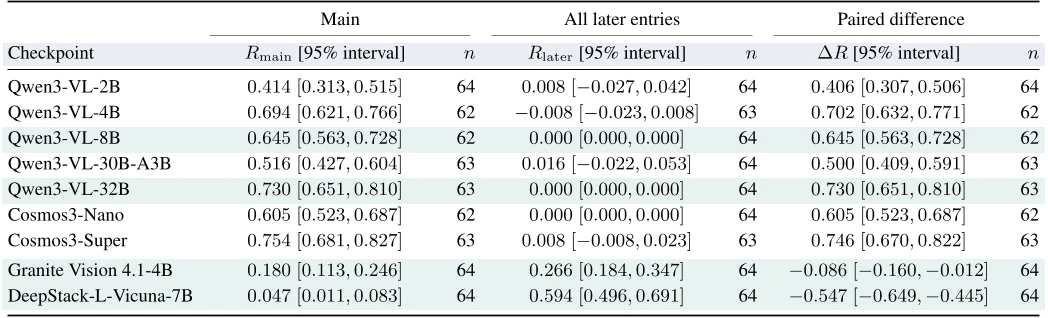 Main All later entries Paired difference
Checkpoint R_main [95% interval] n R_later [95% interval] n ΔR [95% interval] n
Qwen3-VL-2B 0.414 [0.313, 0.515] 64 0.008 [−0.027, 0.042] 64 0.406 [0.307, 0.506] 64
Qwen3-VL-4B 0.694 [0.621, 0.766] 62 −0.008 [−0.023, 0.008] 63 0.702 [0.632, 0.771] 62
Qwen3-VL-8B 0.645 [0.563, 0.728] 62 0.000 [0.000, 0.000] 64 0.645 [0.563, 0.728] 62
Qwen3-VL-30B-A3B 0.516 [0.427, 0.604] 63 0.016 [−0.022, 0.053] 64 0.500 [0.409, 0.591] 63
Qwen3-VL-32B 0.730 [0.651, 0.810] 63 0.000 [0.000, 0.000] 64 0.730 [0.651, 0.810] 63
Cosmos3-Nano 0.605 [0.523, 0.687] 62 0.000 [0.000, 0.000] 64 0.605 [0.523, 0.687] 62
Cosmos3-Super 0.754 [0.681, 0.827] 63 0.008 [−0.008, 0.023] 63 0.746 [0.670, 0.822] 63
Granite Vision 4.1-4B 0.180 [0.113, 0.246] 64 0.266 [0.184, 0.347] 64 −0.086 [−0.160, −0.012] 64
DeepStack-L-Vicuna-7B 0.047 [0.011, 0.083] 64 0.594 [0.496, 0.691] 64 −0.547 [−0.649, −0.445] 64